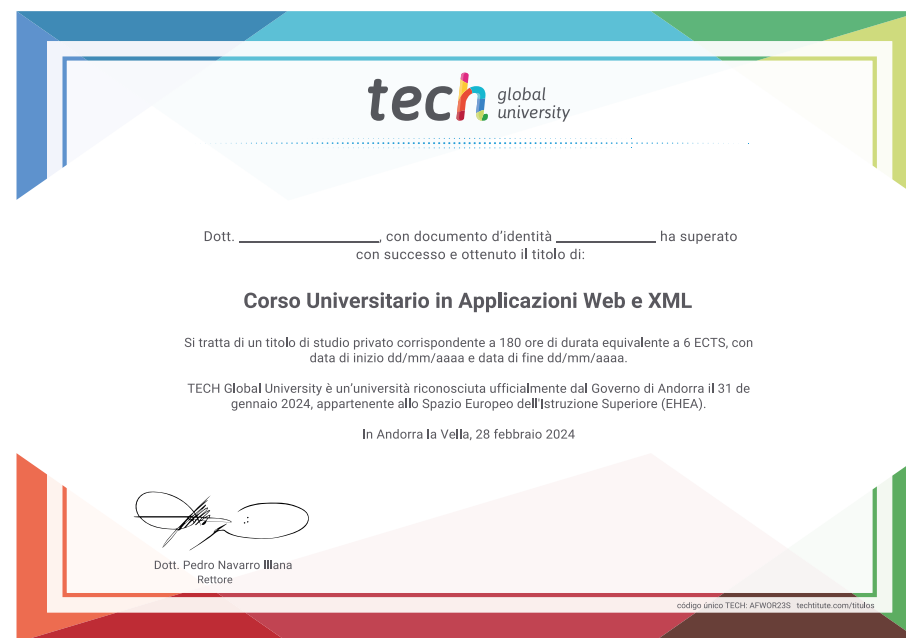 tech global university
Dott. ____________________, con documento d'identità ______________ ha superato
con successo e ottenuto il titolo di:
Corso Universitario in Applicazioni Web e XML
Si tratta di un titolo di studio privato corrispondente a 180 ore di durata equivalente a 6 ECTS, con
data di inizio dd/mm/aaaa e data di fine dd/mm/aaaa.
TECH Global University è un'università riconosciuta ufficialmente dal Governo di Andorra il 31 de
gennaio 2024, appartenente allo Spazio Europeo dell'Istruzione Superiore (EHEA).
In Andorra la Vella, 28 febbraio 2024
Dott. Pedro Navarro Illana
Rettore
código único TECH: AFWOR23S techtitute.com/titulos